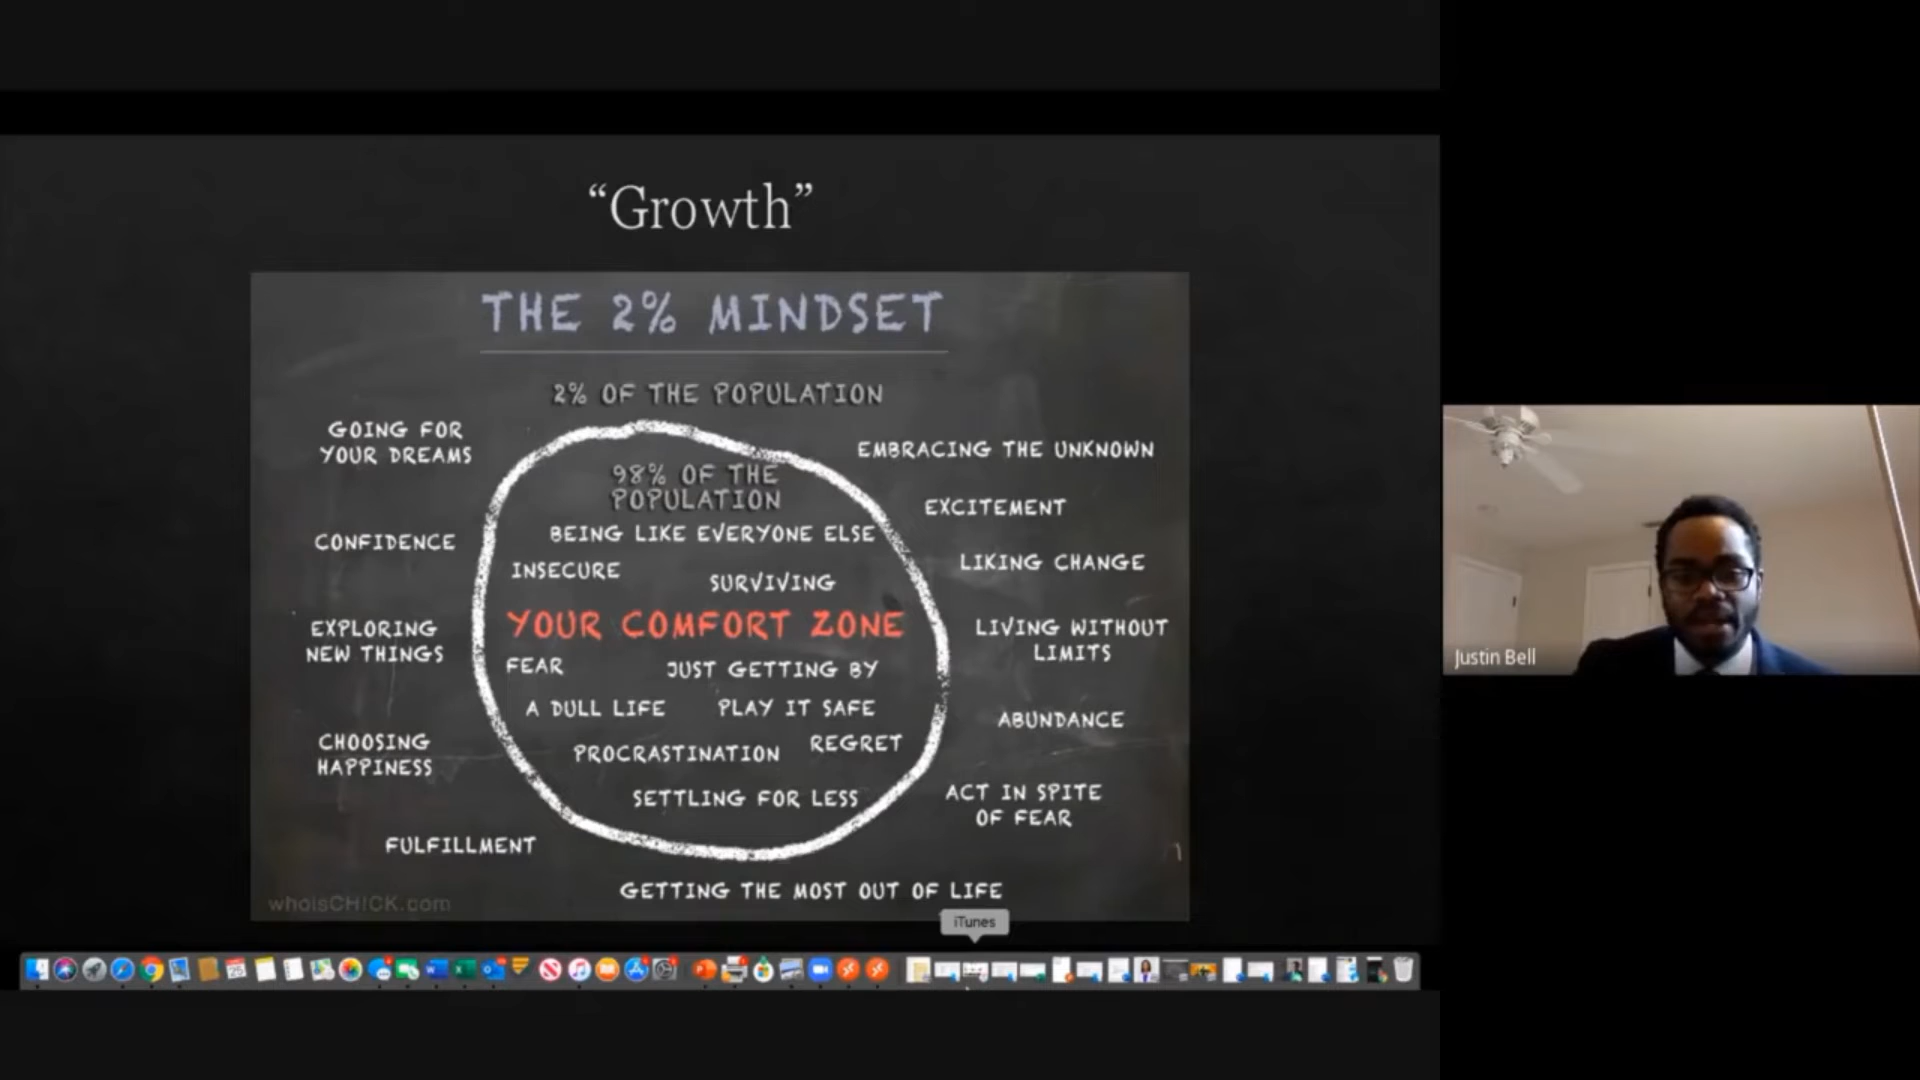 “Growth”
THE 2% MINDSET
2% OF THE POPULATION
GOING FOR
YOUR DREAMS
EMBRACING THE UNKNOWN
98% OF THE
POPULATION
EXCITEMENT
BEING LIKE EVERYONE ELSE
CONFIDENCE
LIKING CHANGE
INSECURE
SURVIVING
YOUR COMFORT ZONE
EXPLORING
NEW THINGS
LIVING WITHOUT
LIMITS
FEAR
JUST GETTING BY
A DULL LIFE
PLAY IT SAFE
ABUNDANCE
CHOOSING
HAPPINESS
PROCRASTINATION
REGRET
SETTLING FOR LESS
ACT IN SPITE
OF FEAR
FULFILLMENT
GETTING THE MOST OUT OF LIFE
whoisCHICK.com
iTunes
Justin Bell